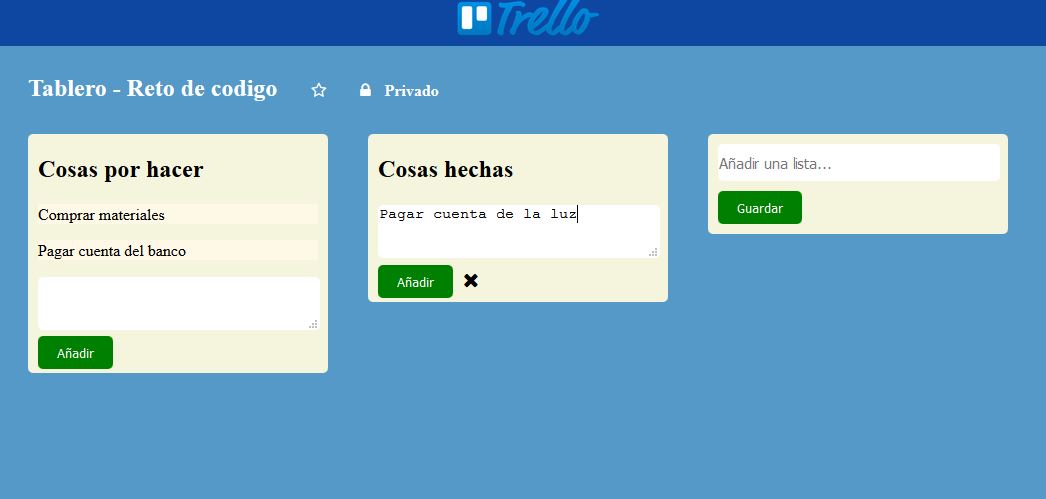 Trello
Tablero - Reto de codigo
Privado
Cosas por hacer
Comprar materiales
Pagar cuenta del banco
Añadir
Cosas hechas
Pagar cuenta de la luz
Añadir
Añadir una lista...
Guardar